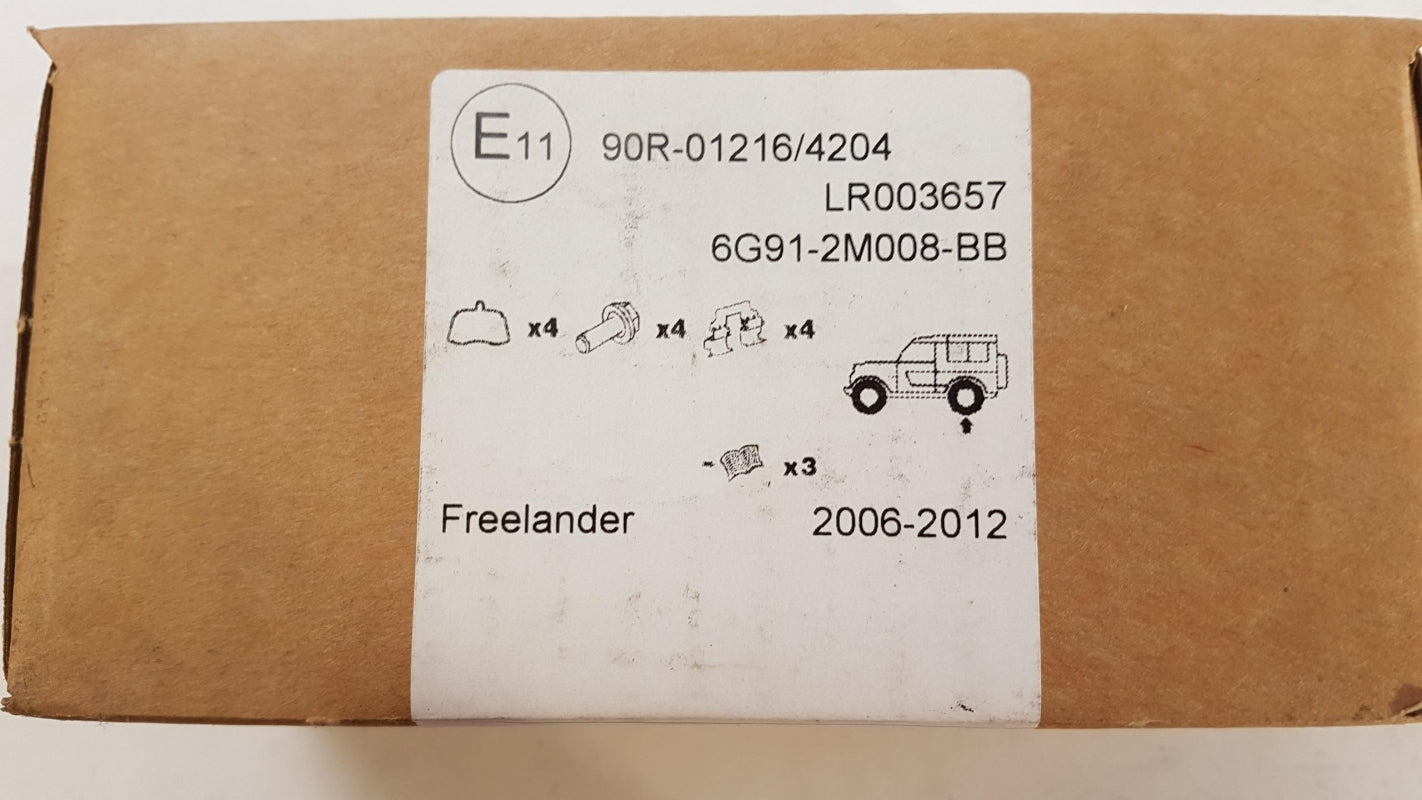 E11 90R-01216/4204
LR003657
6G91-2M008-BB
x4 x4 x4
- x3
Freelander 2006-2012